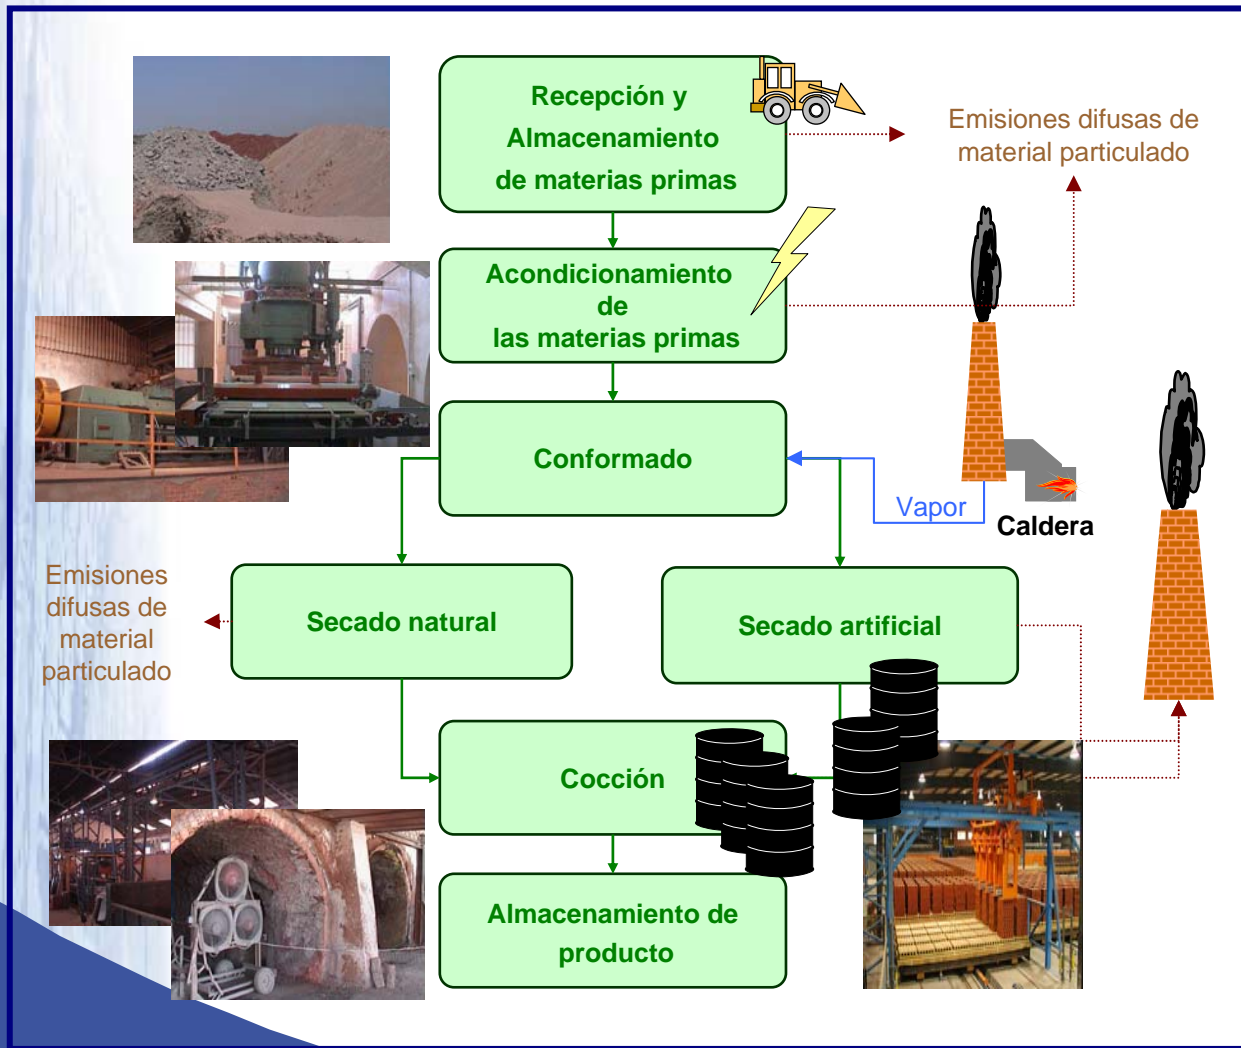 Recepción y
Almacenamiento
de materias primas
Emisiones difusas de
material particulado
Acondicionamiento
de
las materias primas
Conformado
Vapor
Caldera
Emisiones
difusas de
material
particulado
Secado natural
Secado artificial
Cocción
Almacenamiento de
producto